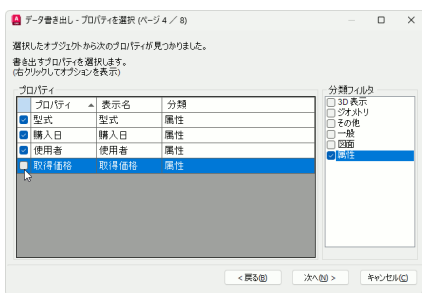 データ書き出し - プロパティを選択 (ページ 4 ／ 8)
選択したオブジェクトから次のプロパティが見つかりました。
書き出すプロパティを選択します。
(右クリックしてオプションを表示)
プロパティ
プロパティ 表示名 分類
型式 型式 属性
購入日 購入日 属性
使用者 使用者 属性
取得価格 取得価格 属性
分類フィルタ
3D 表示
ジオメトリ
その他
一般
図面
属性
< 戻る(B) 次へ(N) > キャンセル(C)